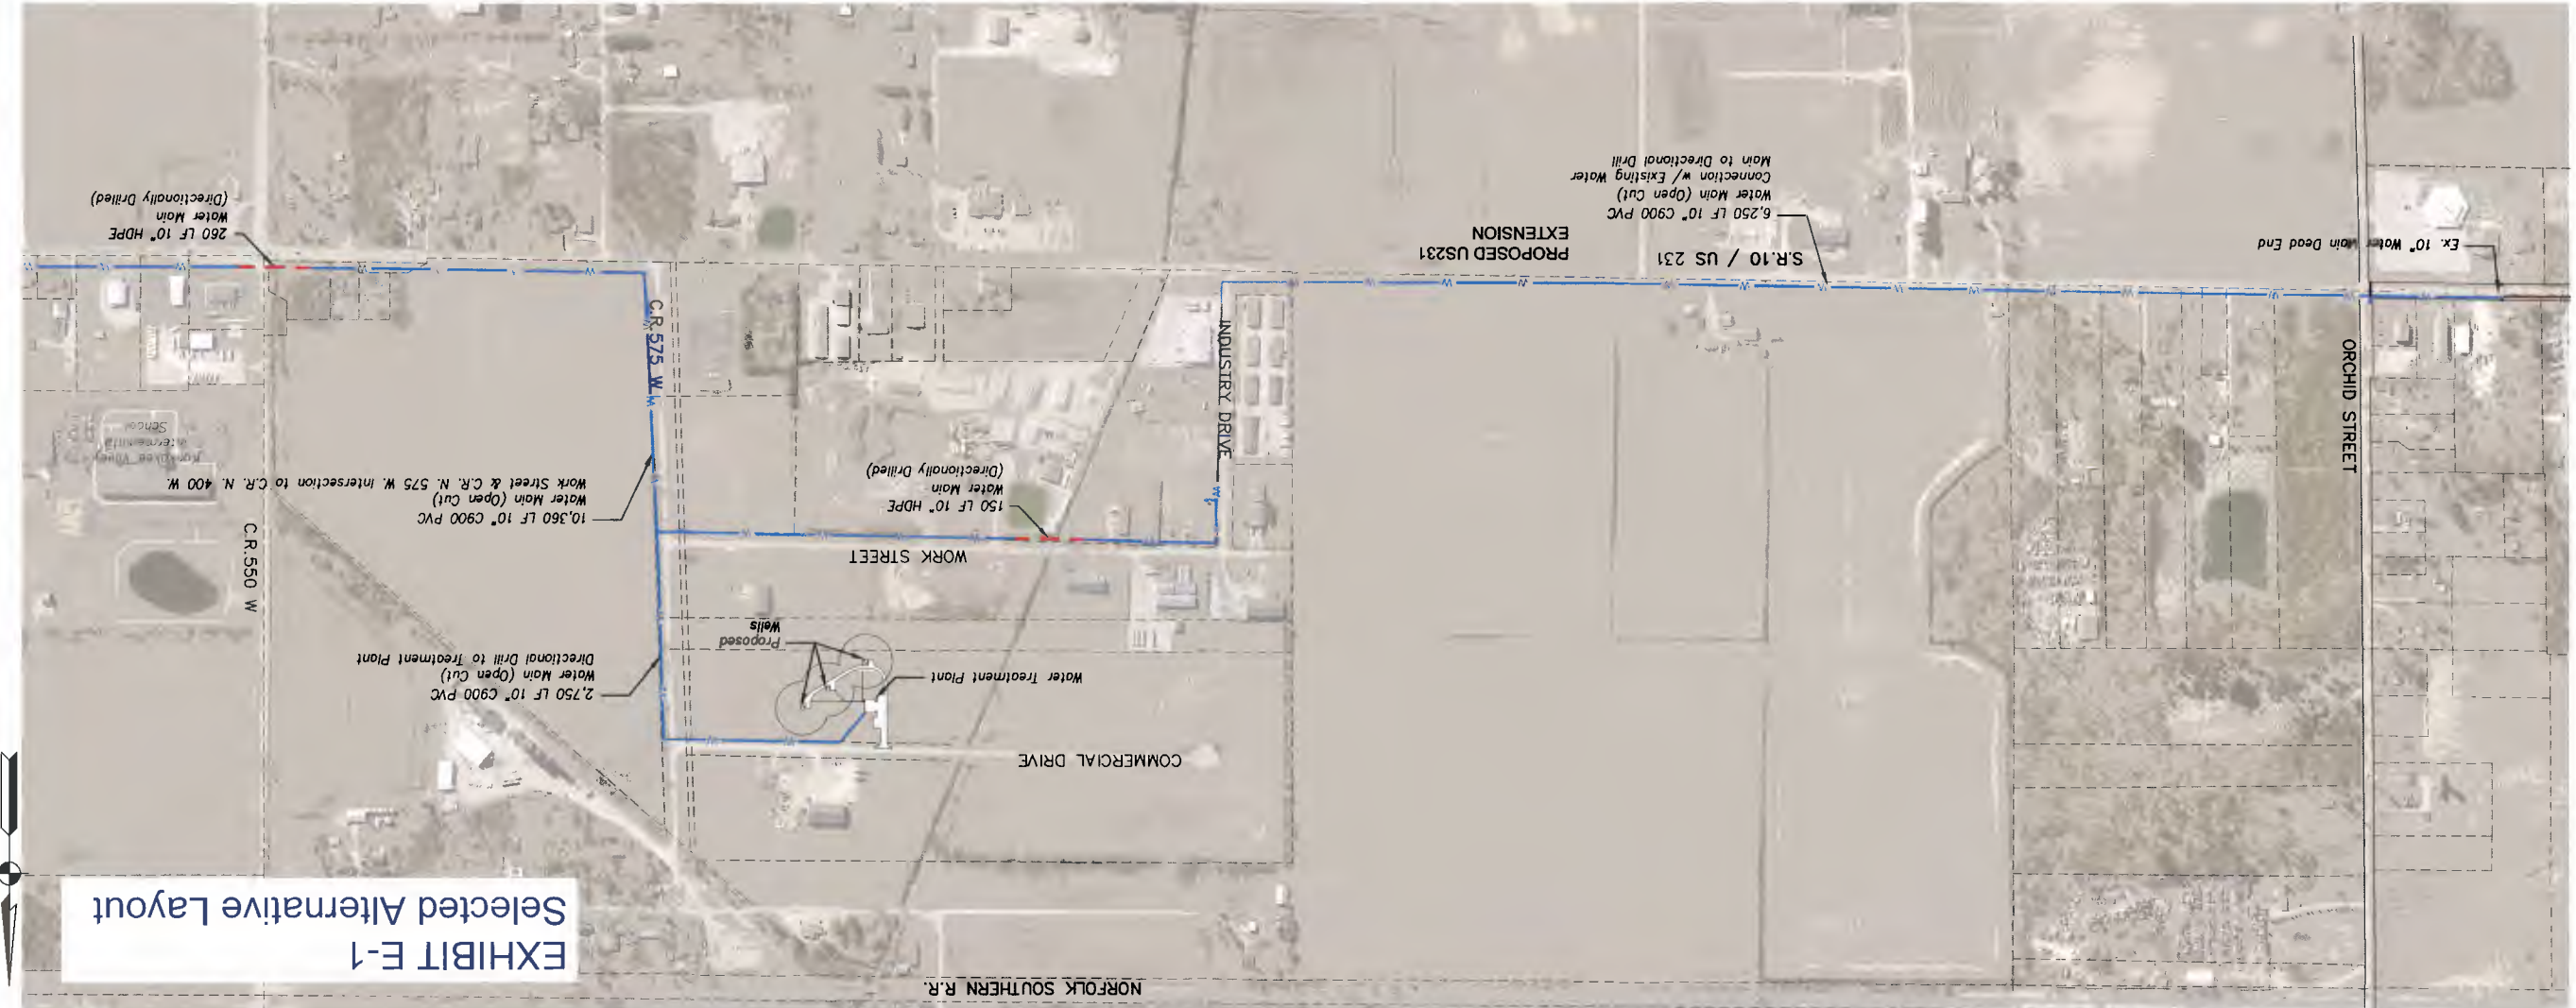 EXHIBIT E-1
Selected Alternative Layout
NORFOLK SOUTHERN R.R.
COMMERCIAL DRIVE
Water Treatment Plant
Proposed
Wells
2,750 LF 10" C900 PVC
Water Main (Open Cut)
Directional Drill to Treatment Plant
C.R.550 W
WORK STREET
150 LF 10" HDPE
Water Main
(Directionally Drilled)
10,360 LF 10" C900 PVC
Water Main (Open Cut)
Work Street & C.R. N. 575 W. Intersection to C.R. N. 400 W.
Kankakee Valley
Intermediate
School
ORCHID STREET
INDUSTRY DRIVE
C.R.575 W
Ex. 10" Water Main Dead End
S.R.10 / US 231
PROPOSED US231
EXTENSION
6,250 LF 10" C900 PVC
Water Main (Open Cut)
Connection w/ Existing Water
Main to Directional Drill
260 LF 10" HDPE
Water Main
(Directionally Drilled)